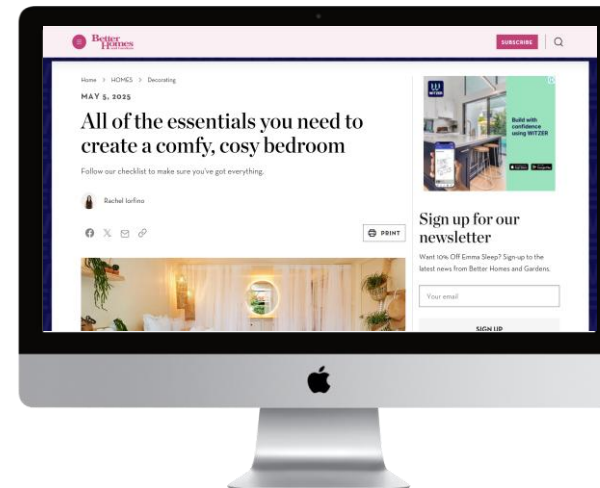 Better
Homes
and Gardens
SUBSCRIBE
Home > HOMES > Decorating
MAY 5, 2025
All of the essentials you need to
create a comfy, cosy bedroom
Follow our checklist to make sure you've got everything.
Rachel Iorfino
PRINT
WITZER
Build with
confidence
using WITZER
Sign up for our
newsletter
Want 10% Off Emma Sleep? Sign-up to the
latest news from Better Homes and Gardens.
Your email
SIGN UP